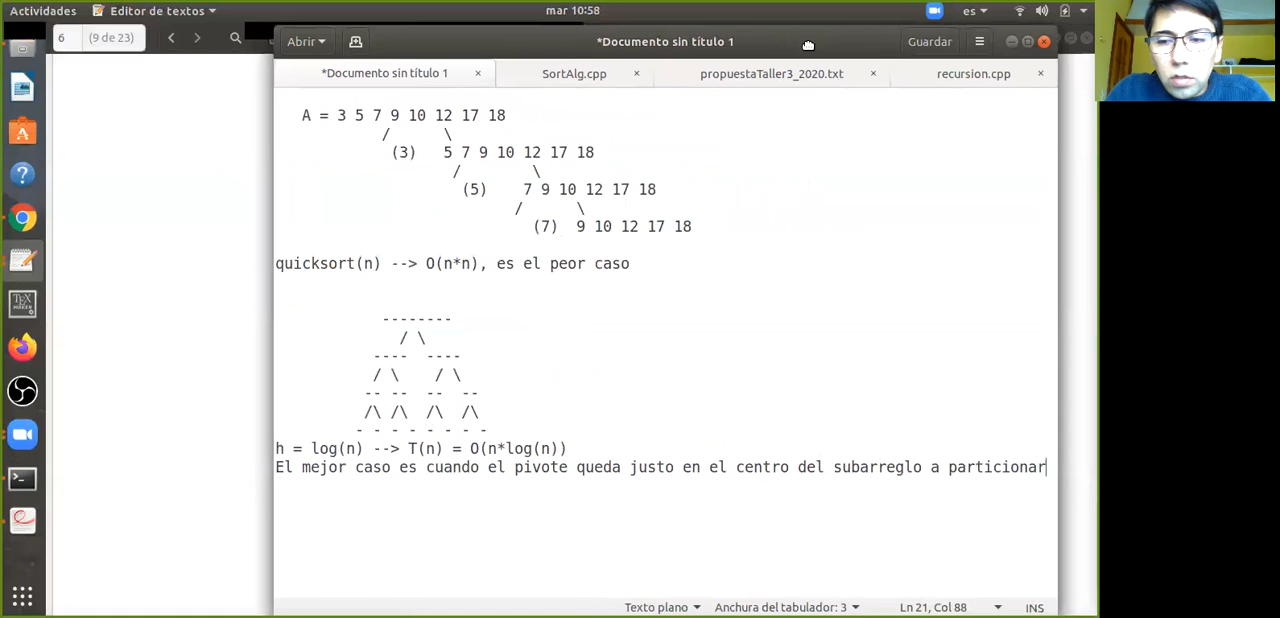 Actividades Editor de textos mar 10:58 es
6 (9 de 23)
Abrir *Documento sin título 1 Guardar
*Documento sin título 1 × SortAlg.cpp × propuestaTaller3_2020.txt × recursion.cpp ×
A = 3 5 7 9 10 12 17 18
/ \
(3) 5 7 9 10 12 17 18
/ \
(5) 7 9 10 12 17 18
/ \
(7) 9 10 12 17 18
quicksort(n) --> O(n*n), es el peor caso
--------
/ \
---- ----
/ \ / \
-- -- -- --
/\ /\ /\ /\
- - - - - - - -
h = log(n) --> T(n) = O(n*log(n))
El mejor caso es cuando el pivote queda justo en el centro del subarreglo a particionar
Texto plano Anchura del tabulador: 3 Ln 21, Col 88 INS